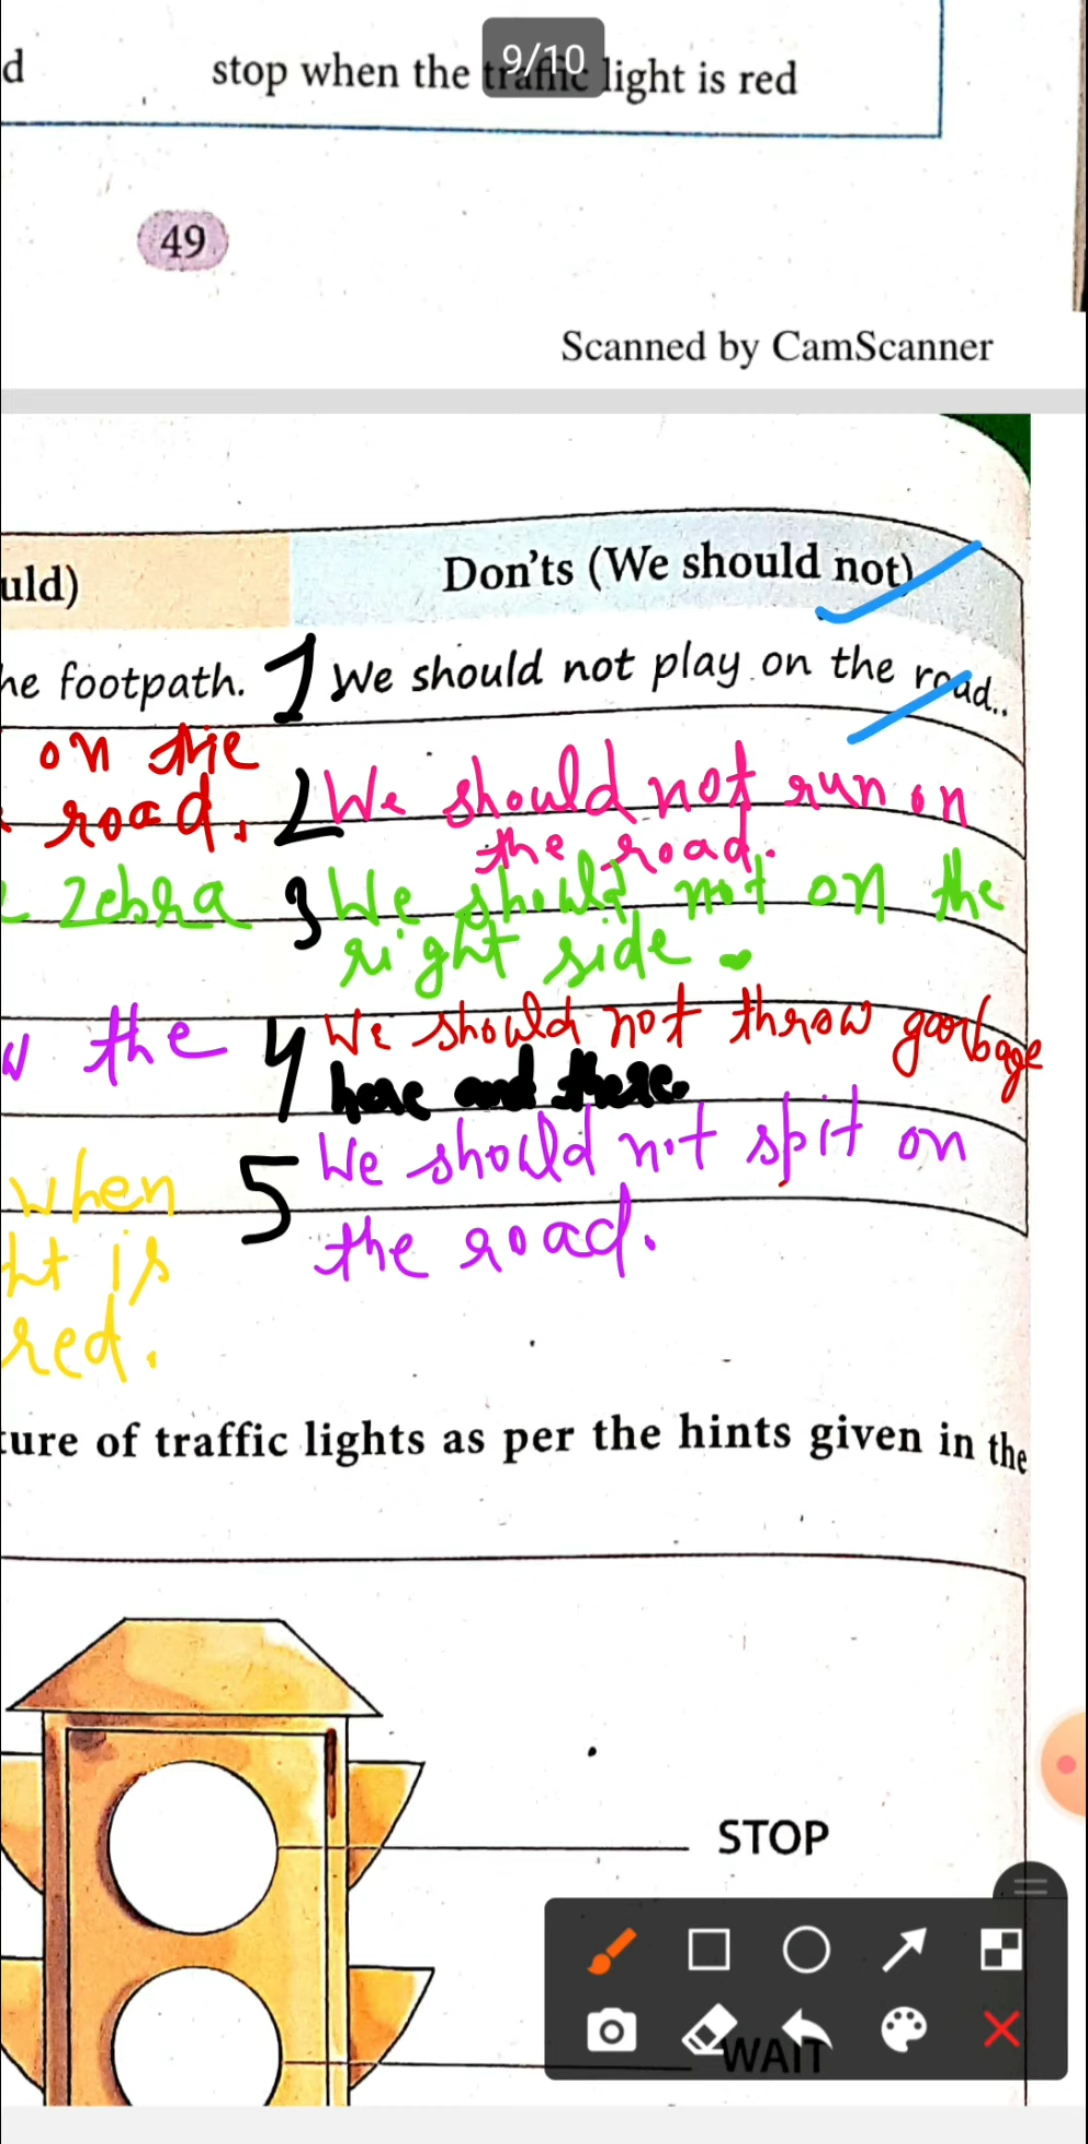 d stop when the traffic light is red
9/10
49
Scanned by CamScanner
uld) Don'ts (We should not)
he footpath. 1 We should not play on the road..
on the
road. 2 We should not run on
the road.
zebra 3 We should not on the
right side.
the 4 We should not throw garbage
here and there.
5 We should not spit on
when
the road.
ht is
red.
ture of traffic lights as per the hints given in the
STOP
WAIT